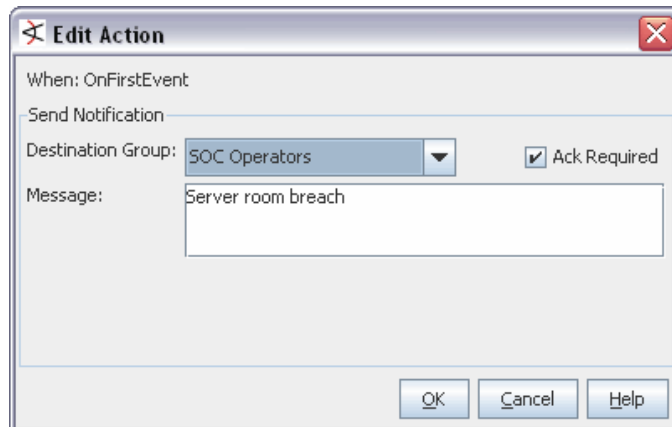 Edit Action
When: OnFirstEvent
Send Notification
Destination Group: SOC Operators Ack Required
Message: Server room breach
OK Cancel Help